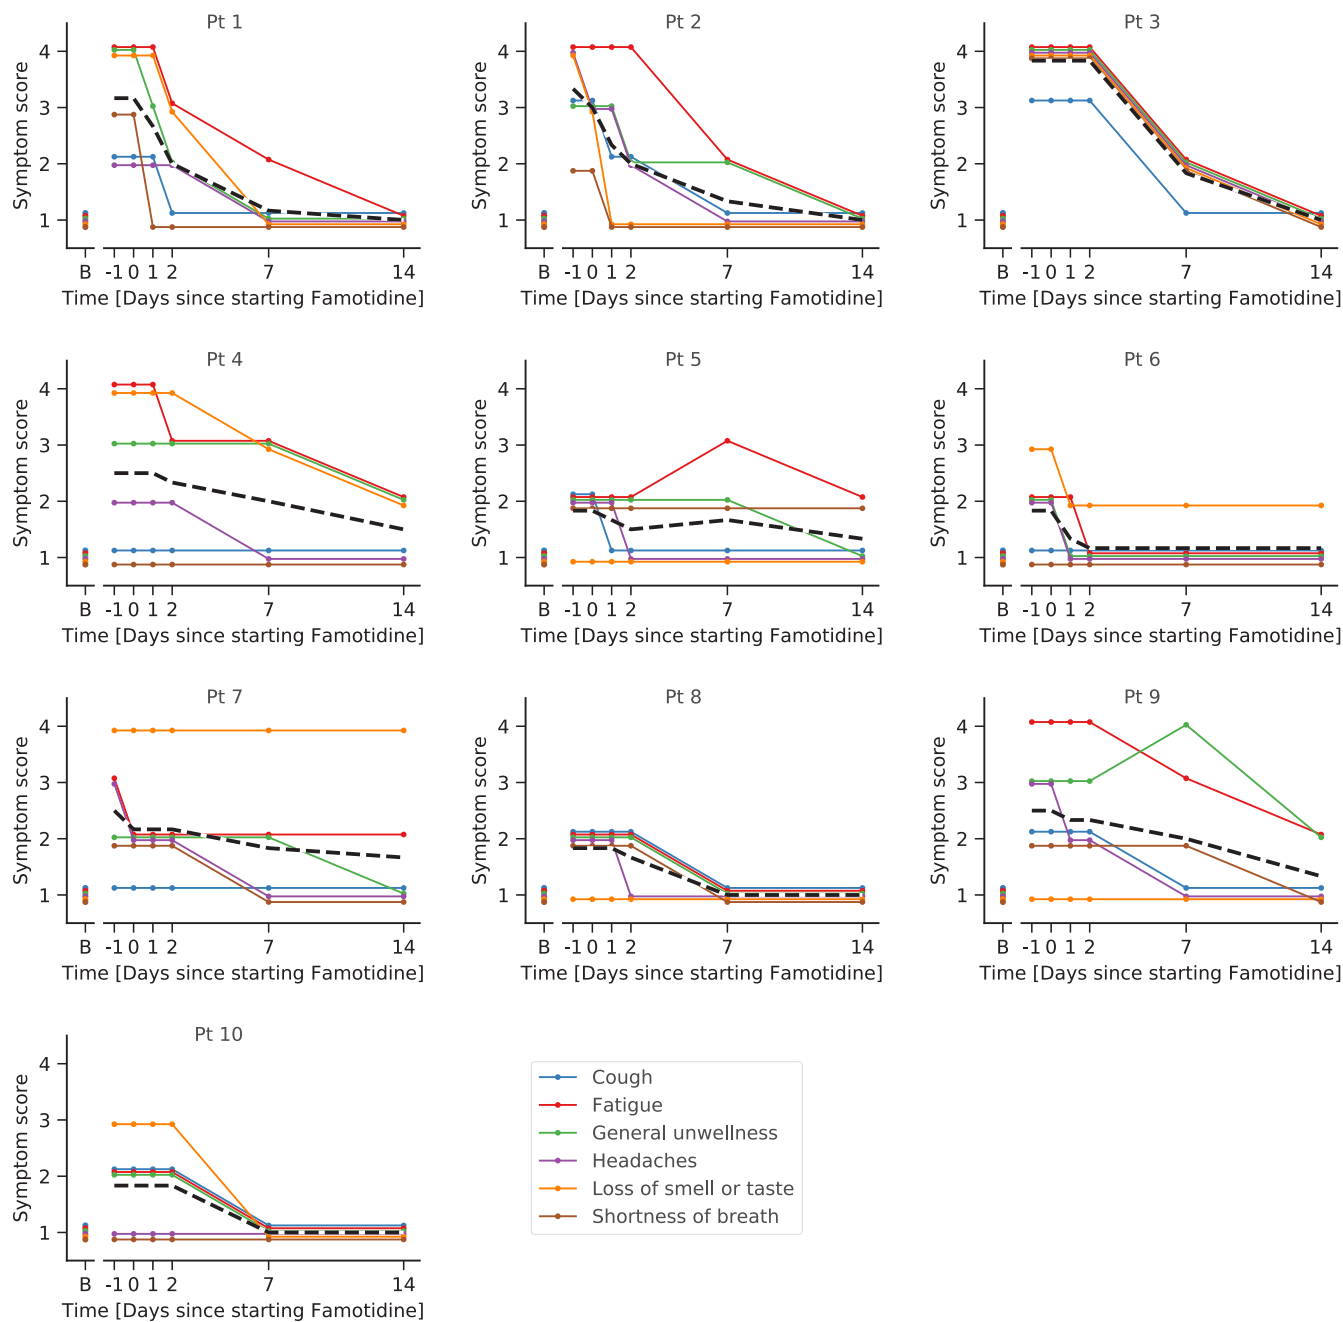 Pt 1
Pt 2
Pt 3
Symptom score
4
3
2
1
B -1 0 1 2 7 14
Time [Days since starting Famotidine]
Symptom score
4
3
2
1
B -1 0 1 2 7 14
Time [Days since starting Famotidine]
Symptom score
4
3
2
1
B -1 0 1 2 7 14
Time [Days since starting Famotidine]
Pt 4
Pt 5
Pt 6
Symptom score
4
3
2
1
B -1 0 1 2 7 14
Time [Days since starting Famotidine]
Symptom score
4
3
2
1
B -1 0 1 2 7 14
Time [Days since starting Famotidine]
Symptom score
4
3
2
1
B -1 0 1 2 7 14
Time [Days since starting Famotidine]
Pt 7
Pt 8
Pt 9
Symptom score
4
3
2
1
B -1 0 1 2 7 14
Time [Days since starting Famotidine]
Symptom score
4
3
2
1
B -1 0 1 2 7 14
Time [Days since starting Famotidine]
Symptom score
4
3
2
1
B -1 0 1 2 7 14
Time [Days since starting Famotidine]
Pt 10
Symptom score
4
3
2
1
B -1 0 1 2 7 14
Time [Days since starting Famotidine]
Cough
Fatigue
General unwellness
Headaches
Loss of smell or taste
Shortness of breath